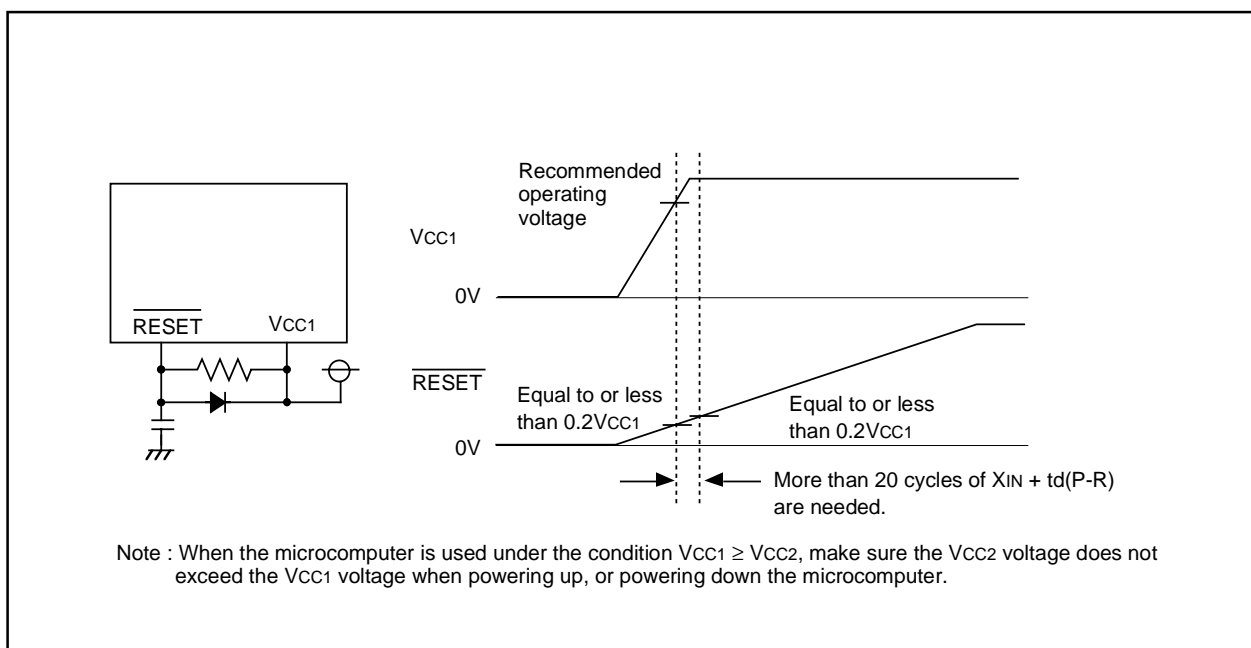 Recommended
operating
voltage
VCC1
0V
RESET
VCC1
RESET
Equal to or less
than 0.2VCC1
Equal to or less
than 0.2VCC1
0V
More than 20 cycles of XIN + td(P-R)
are needed.
Note : When the microcomputer is used under the condition VCC1 ≥ VCC2, make sure the VCC2 voltage does not
exceed the VCC1 voltage when powering up, or powering down the microcomputer.